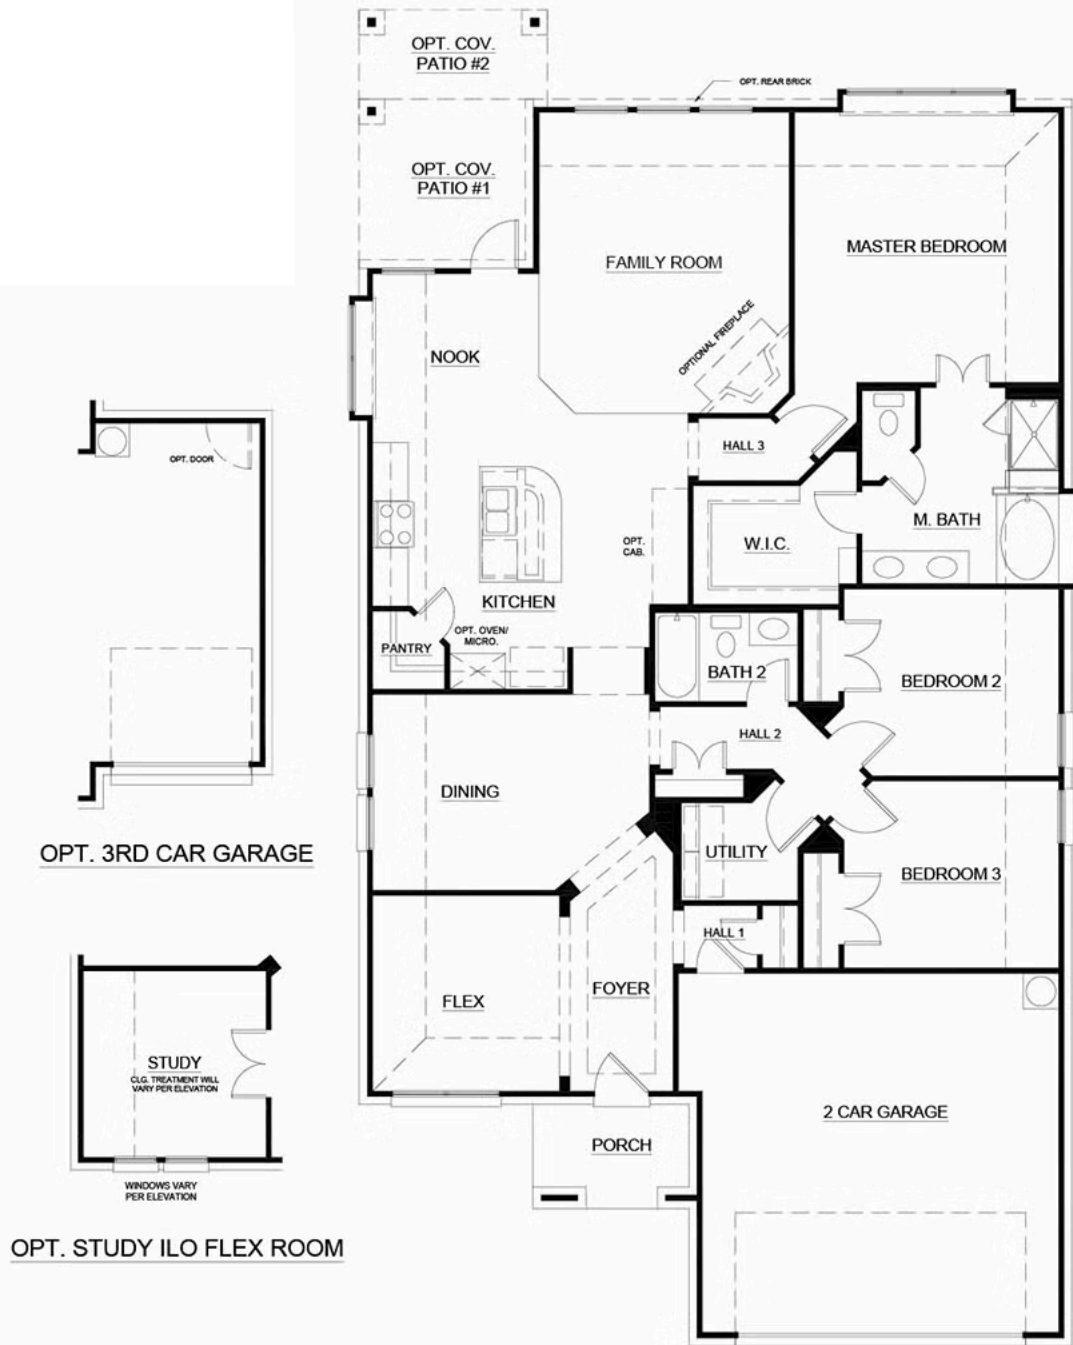 OPT. COV.
PATIO #2
OPT. REAR BRICK
OPT. COV.
PATIO #1
FAMILY ROOM
MASTER BEDROOM
OPTIONAL FIREPLACE
NOOK
OPT. DOOR
HALL 3
OPT.
CAB.
W.I.C.
M. BATH
KITCHEN
OPT. OVEN/
MICRO.
PANTRY
BATH 2
BEDROOM 2
HALL 2
DINING
OPT. 3RD CAR GARAGE
UTILITY
BEDROOM 3
HALL 1
FLEX
FOYER
STUDY
CLG. TREATMENT WILL
VARY PER ELEVATION
2 CAR GARAGE
PORCH
WINDOWS VARY
PER ELEVATION
OPT. STUDY ILO FLEX ROOM